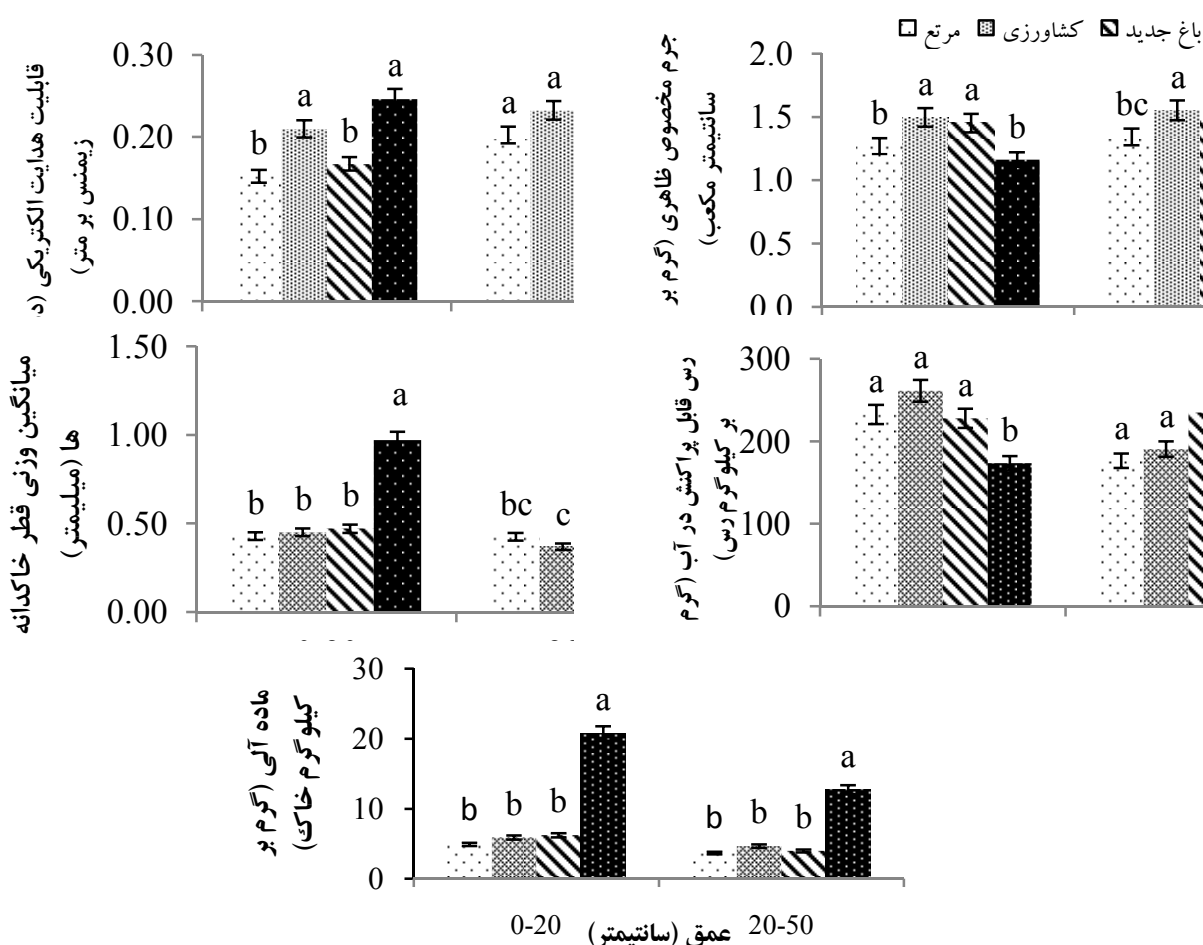 مرتع کشاورزی باغ جدید
قابلیت هدایت الکتریکی (د
زیمنس بر متر)
0.30
0.20
0.10
0.00
b a b a a a
جرم مخصوص ظاهری (گرم بر
سانتیمتر مکعب)
2.0
1.5
1.0
0.5
b a a b bc a
میانگین وزنی قطر خاکدانه
ها (میلیمتر)
1.50
1.00
0.50
0.00
b b b a bc c
رس قابل پراکنش در آب (گرم
بر کیلوگرم رس)
300
200
100
0
a a a b a a
ماده آلی (گرم بر
کیلوگرم خاک)
30
20
10
0
b b b a b b b a
0-20 20-50
عمق (سانتیمتر)